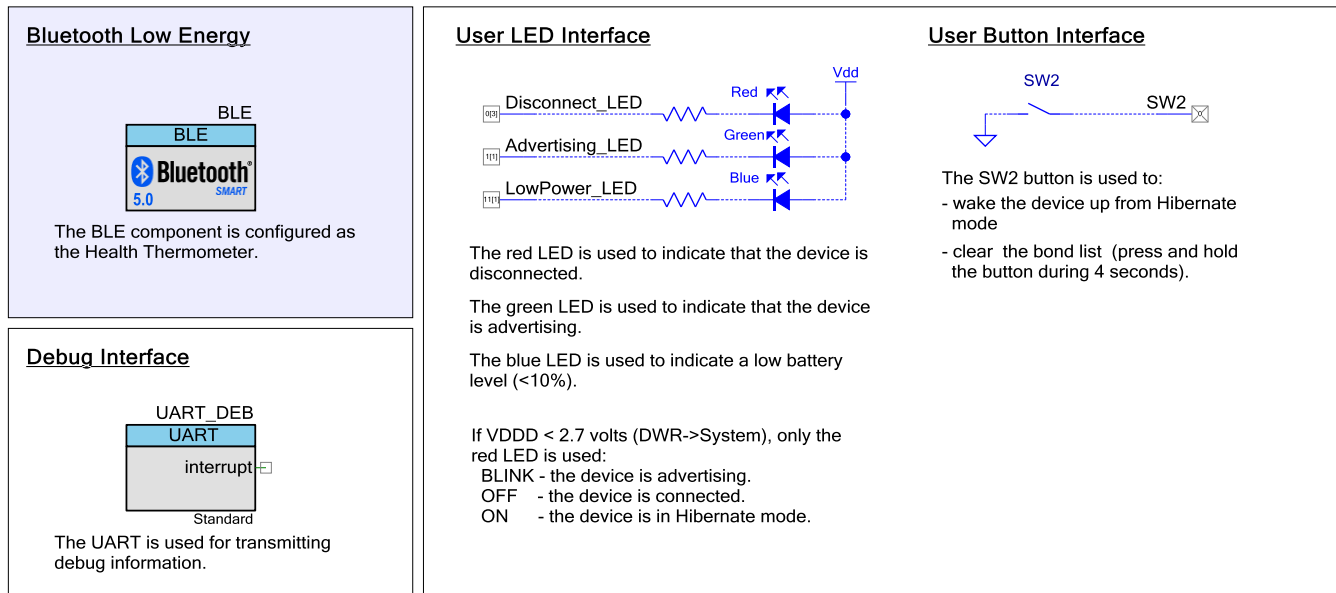 Bluetooth Low Energy
BLE
BLE
Bluetooth®
SMART
5.0
The BLE component is configured as
the Health Thermometer.
Debug Interface
UART_DEB
UART
interrupt
Standard
The UART is used for transmitting
debug information.
User LED Interface
Vdd
Red
0[3]
Disconnect_LED
Green
1[1]
Advertising_LED
Blue
11[1]
LowPower_LED
The red LED is used to indicate that the device is
disconnected.
The green LED is used to indicate that the device
is advertising.
The blue LED is used to indicate a low battery
level (<10%).
If VDDD < 2.7 volts (DWR->System), only the
red LED is used:
BLINK - the device is advertising.
OFF - the device is connected.
ON - the device is in Hibernate mode.
User Button Interface
SW2
SW2
The SW2 button is used to:
- wake the device up from Hibernate
mode
- clear the bond list (press and hold
the button during 4 seconds).